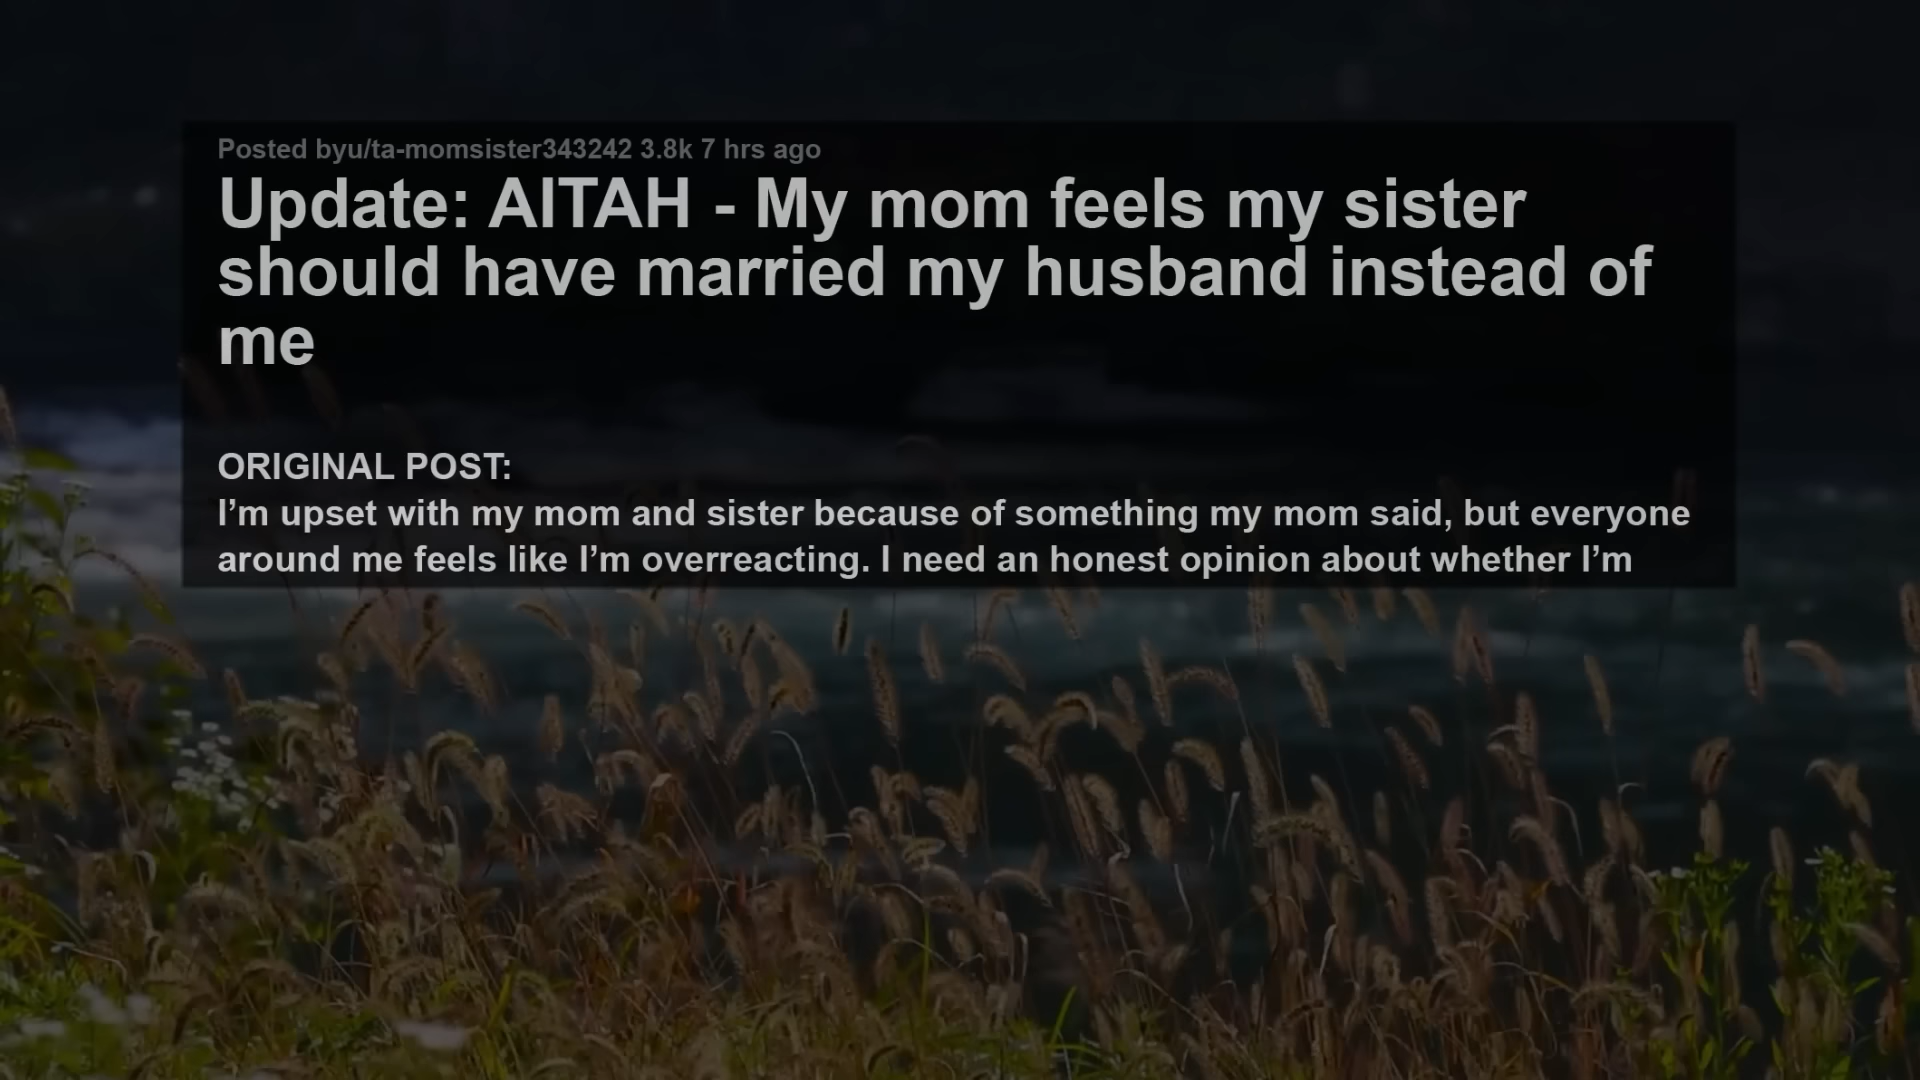 Posted byu/ta-momsister343242 3.8k 7 hrs ago
Update: AITAH - My mom feels my sister
should have married my husband instead of
me
ORIGINAL POST:
I’m upset with my mom and sister because of something my mom said, but everyone
around me feels like I’m overreacting. I need an honest opinion about whether I’m